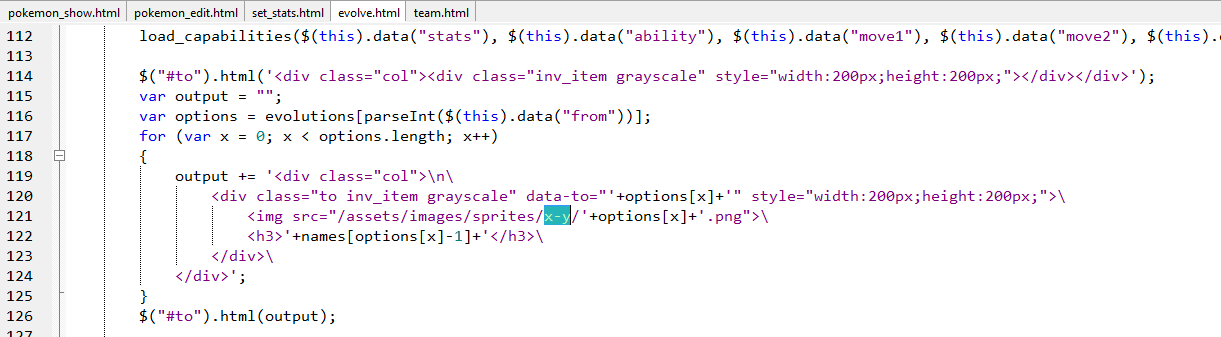 pokemon_show.html pokemon_edit.html set_stats.html evolve.html team.html
112 load_capabilities($(this).data("stats"), $(this).data("ability"), $(this).data("move1"), $(this).data("move2"), $(this).
113
114 $("#to").html('<div class="col"><div class="inv_item grayscale" style="width:200px;height:200px;"></div></div>');
115 var output = "";
116 var options = evolutions[parseInt($(this).data("from"))];
117 for (var x = 0; x < options.length; x++)
118 {
119 output += '<div class="col">\n\
120 <div class="to inv_item grayscale" data-to="'+options[x]+'" style="width:200px;height:200px;">\
121 <img src="/assets/images/sprites/x-y/'+options[x]+'.png">\
122 <h3>'+names[options[x]-1]+'</h3>\
123 </div>\
124 </div>';
125 }
126 $("#to").html(output);
127